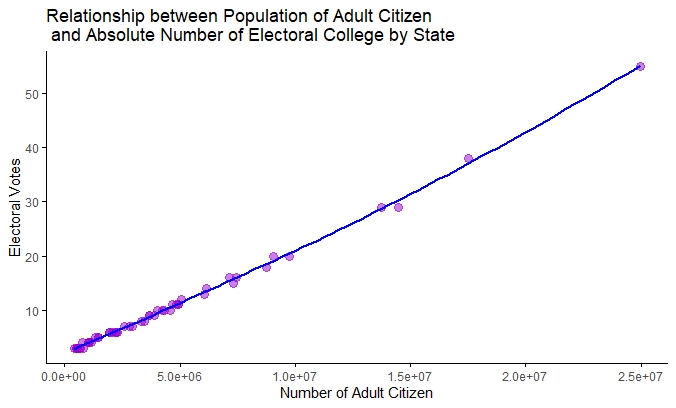 Relationship between Population of Adult Citizen
and Absolute Number of Electoral College by State
Electoral Votes
50
40
30
20
10
0.0e+00 5.0e+06 1.0e+07 1.5e+07 2.0e+07 2.5e+07
Number of Adult Citizen